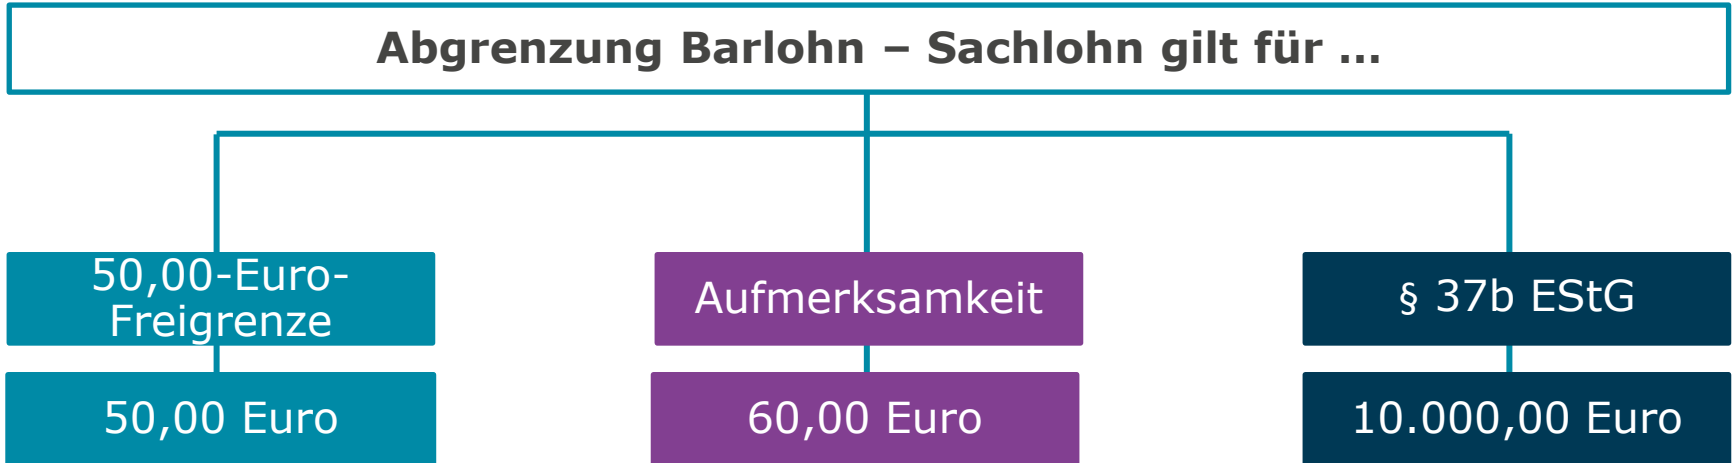 Abgrenzung Barlohn – Sachlohn gilt für …
50,00-Euro-
Freigrenze
Aufmerksamkeit
§ 37b EStG
50,00 Euro
60,00 Euro
10.000,00 Euro